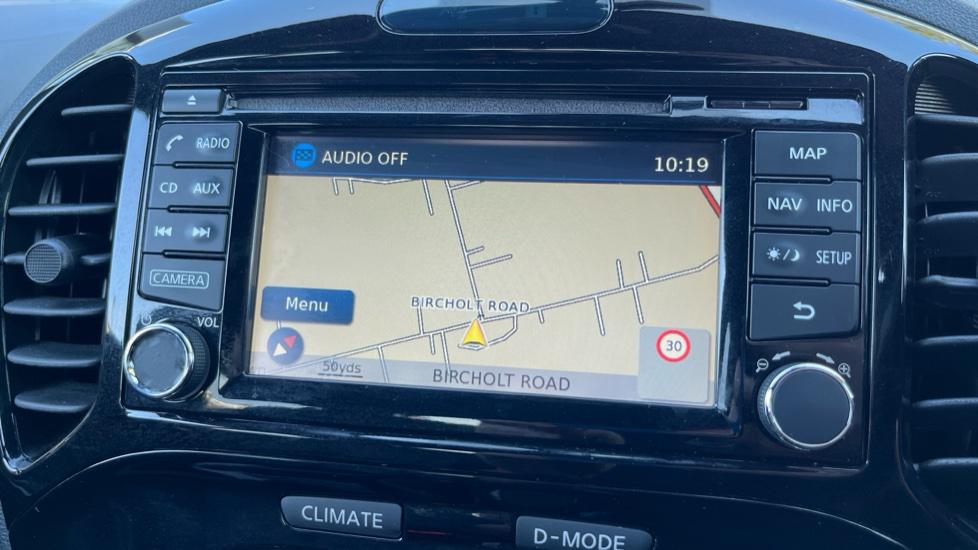 RADIO
CD AUX
CAMERA
VOL
AUDIO OFF 10:19
BIRCHOLT ROAD
Menu
30
50yds
BIRCHOLT ROAD
MAP
NAV INFO
SETUP
CLIMATE
D-MODE